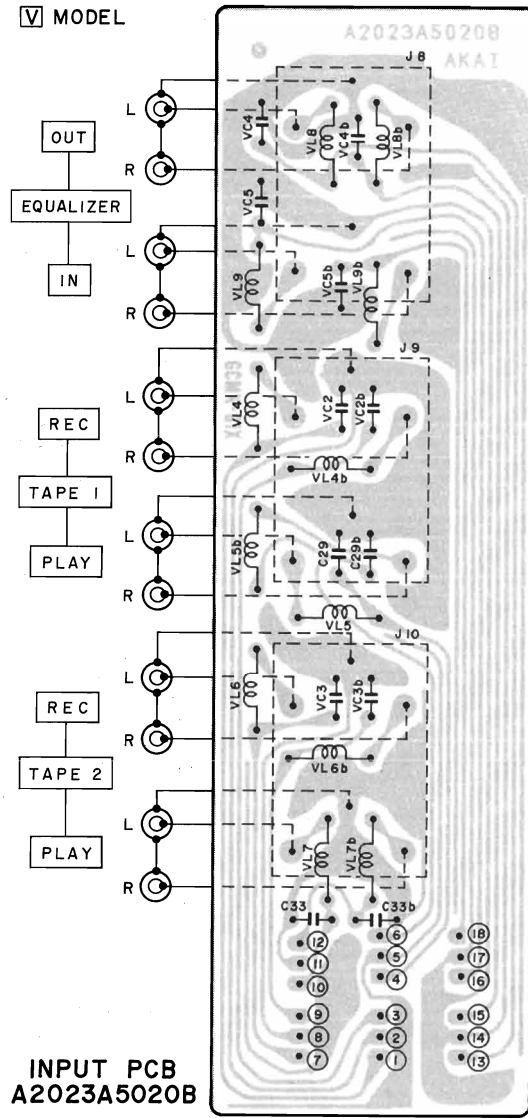 V MODEL
A2023A5020B
AKAI
J8
L
R
OUT
EQUALIZER
IN
L
R
VC4
VL8
VC4b
VL8b
VC5
VL9
VC5b
VL9b
J9
L
R
REC
TAPE 1
PLAY
L
R
VL4
VC2
VC2b
VL4b
VL5b
C29
C29b
VL5
J10
L
R
REC
TAPE 2
PLAY
L
R
VL6
VC3
VC3b
VL6b
VL7
VL7b
C33
C33b
12 6 18
11 5 17
10 4 16
9 3 15
8 2 14
7 1 13
INPUT PCB
A2023A5020B